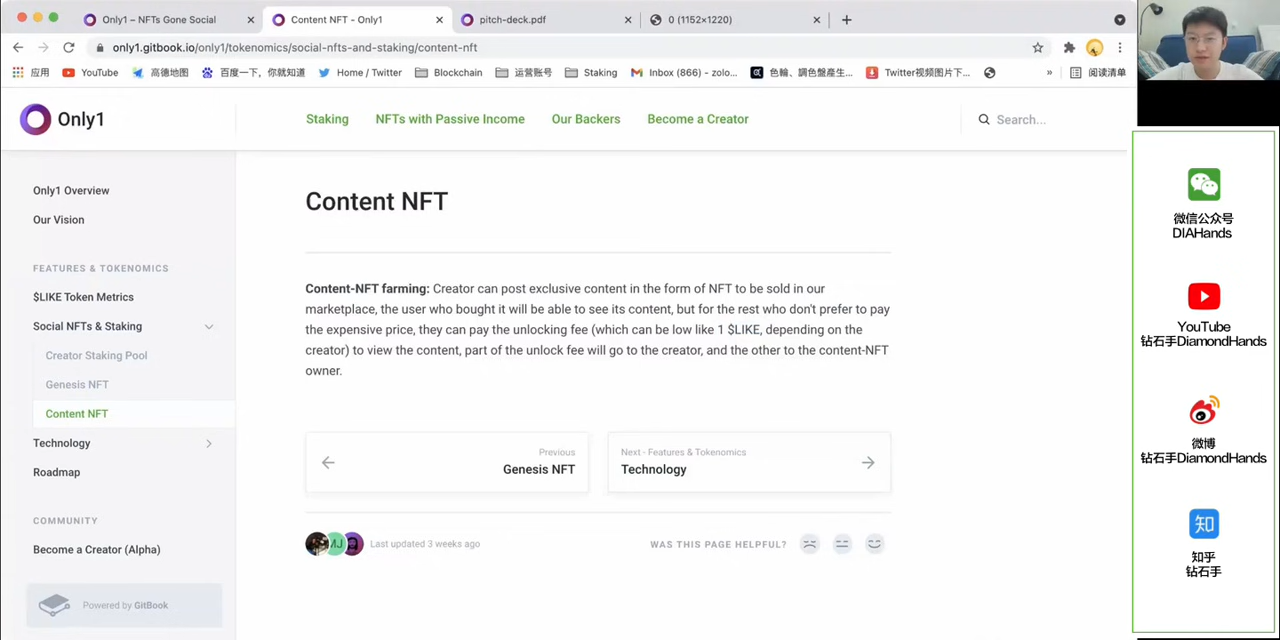 Only1 – NFTs Gone Social
Content NFT - Only1
pitch-deck.pdf
0 (1152×1220)
only1.gitbook.io/only1/tokenomics/social-nfts-and-staking/content-nft
应用
YouTube
高德地图
百度一下，你就知道
Home / Twitter
Blockchain
运营账号
Staking
Inbox (866) - zolo...
色輪、調色盤產生...
Twitter视频图片下...
»
阅读清单
Only1
Staking
NFTs with Passive Income
Our Backers
Become a Creator
Search...
Only1 Overview
Our Vision
FEATURES & TOKENOMICS
$LIKE Token Metrics
Social NFTs & Staking
Creator Staking Pool
Genesis NFT
Content NFT
Technology
Roadmap
COMMUNITY
Become a Creator (Alpha)
Powered by GitBook
Content NFT
Content-NFT farming: Creator can post exclusive content in the form of NFT to be sold in our
marketplace, the user who bought it will be able to see its content, but for the rest who don't prefer to pay
the expensive price, they can pay the unlocking fee (which can be low like 1 $LIKE, depending on the
creator) to view the content, part of the unlock fee will go to the creator, and the other to the content-NFT
owner.
Previous
Genesis NFT
Next - Features & Tokenomics
Technology
MJ
Last updated 3 weeks ago
WAS THIS PAGE HELPFUL?
微信公众号
DIAHands
YouTube
钻石手DiamondHands
微博
钻石手DiamondHands
知
知乎
钻石手